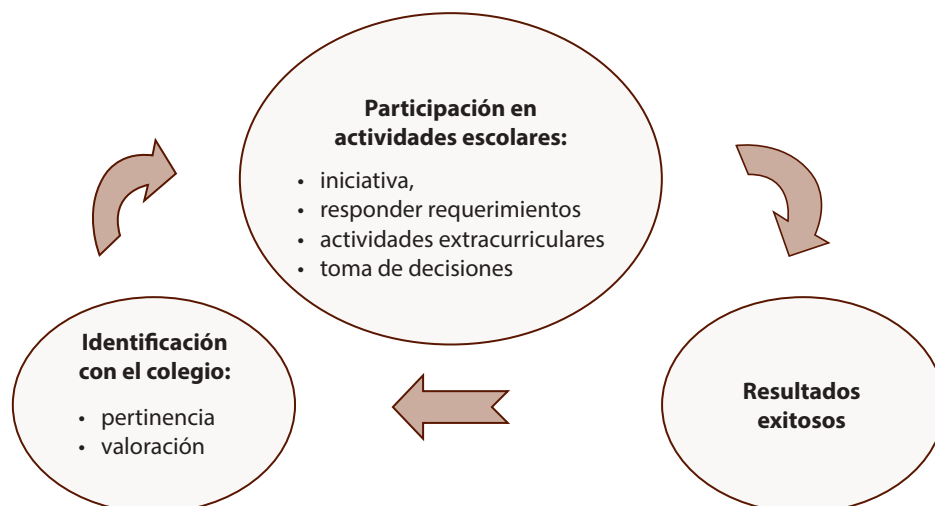 Participación en
actividades escolares:
• iniciativa,
• responder requerimientos
• actividades extracurriculares
• toma de decisiones
Identificación
con el colegio:
• pertinencia
• valoración
Resultados
exitosos